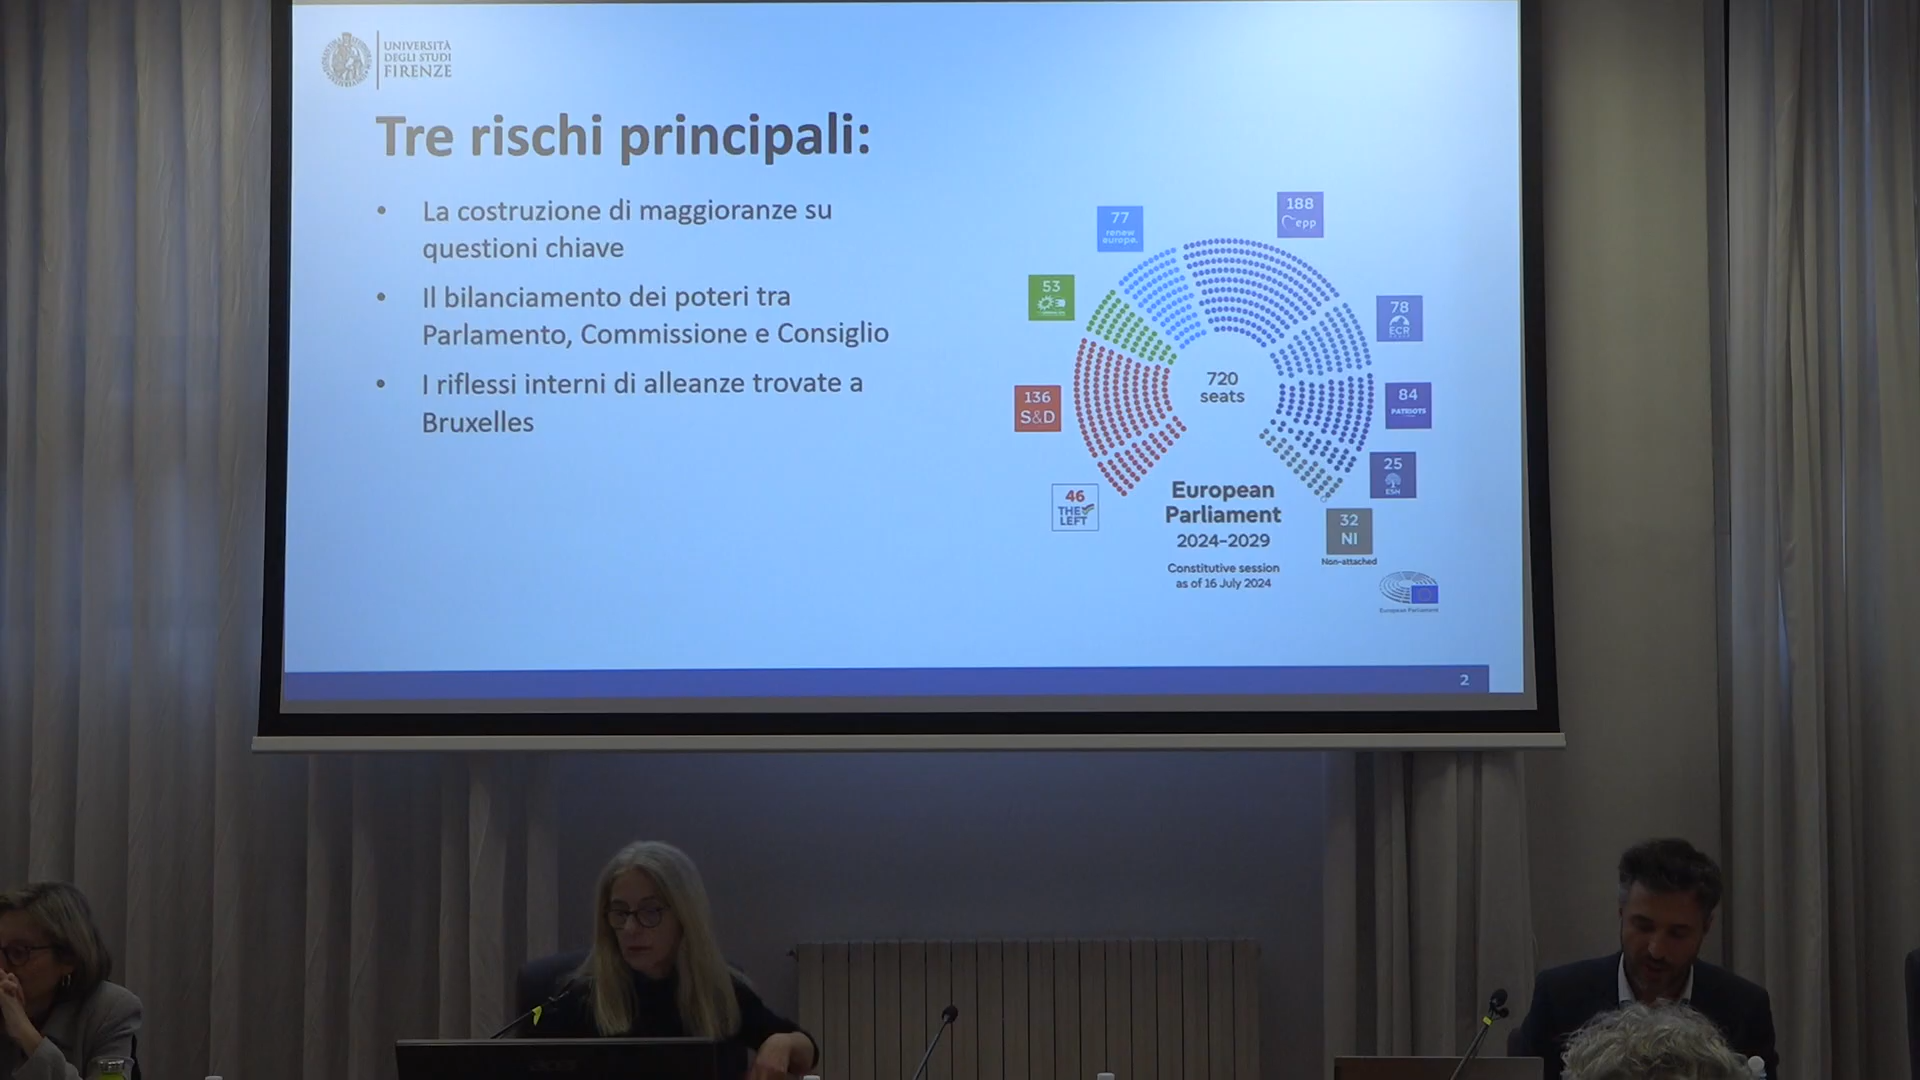 UNIVERSITÀ
DEGLI STUDI
FIRENZE
Tre rischi principali:
• La costruzione di maggioranze su
questioni chiave
• Il bilanciamento dei poteri tra
Parlamento, Commissione e Consiglio
• I riflessi interni di alleanze trovate a
Bruxelles
188
epp
77
renew
europe.
53
78
ECR
136
S&D
84
PATRIOTS
25
ESN
46
THE
LEFT
32
NI
Non-attached
720
seats
European
Parliament
2024-2029
Constitutive session
as of 16 July 2024
European Parliament
2